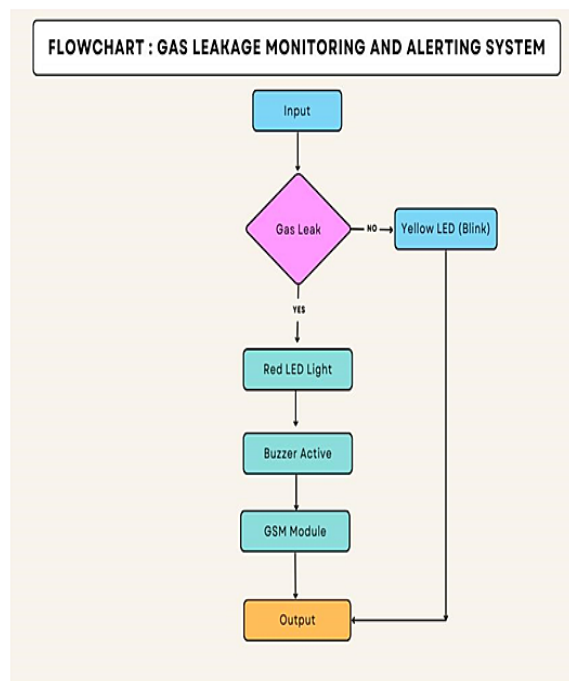 FLOWCHART : GAS LEAKAGE MONITORING AND ALERTING SYSTEM
Input
Gas Leak
NO
Yellow LED (Blink)
YES
Red LED Light
Buzzer Active
GSM Module
Output